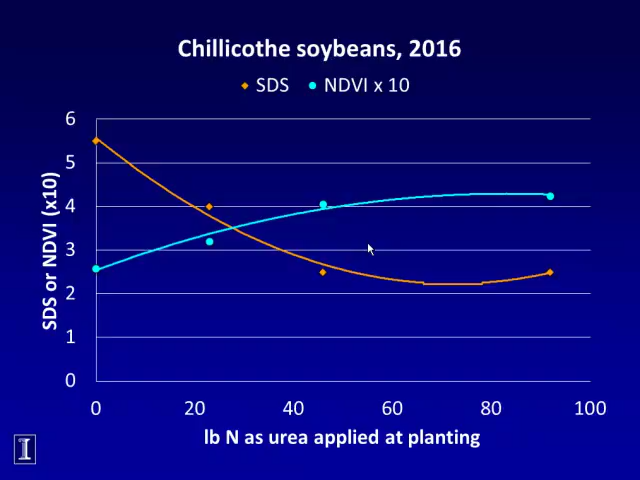 Chillicothe soybeans, 2016
SDS NDVI x 10
6
5
4
3
2
1
0
SDS or NDVI (x10)
0 20 40 60 80 100
lb N as urea applied at planting
I